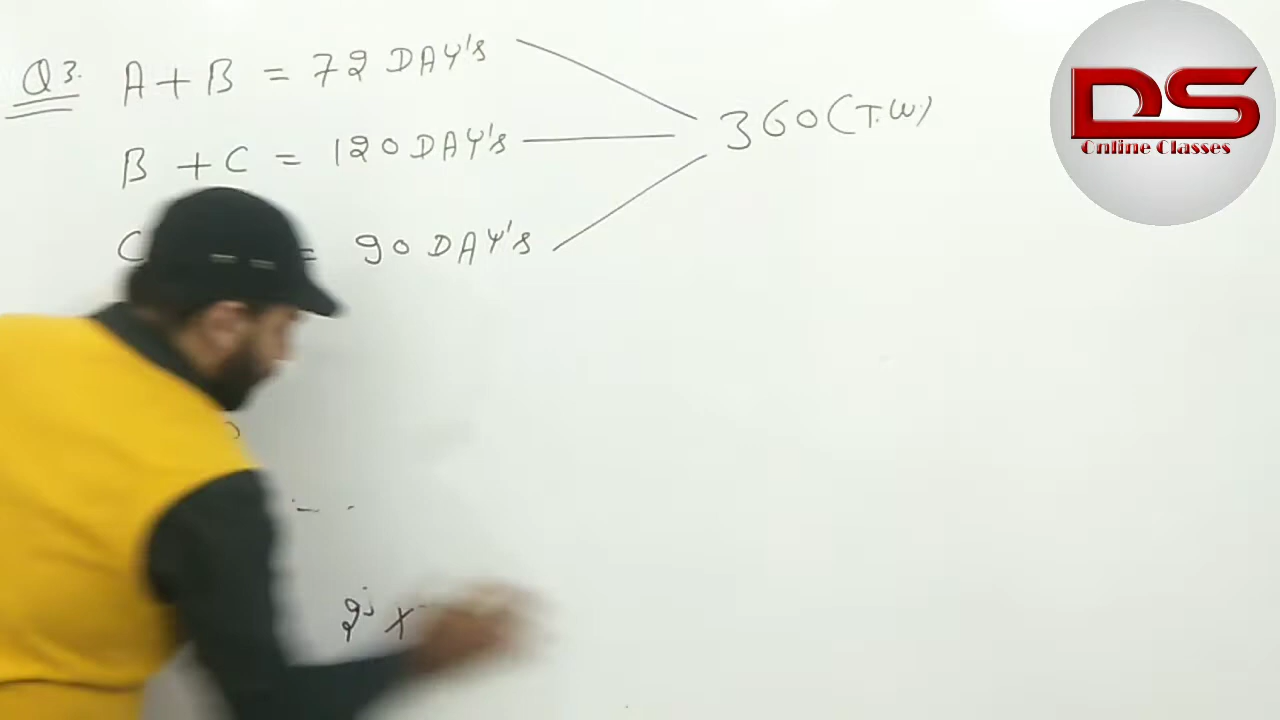 Q3. A + B = 72 DAY'S
B + C = 120 DAY'S
C = 90 DAY'S
360 (T.W.)
DS
Online Classes